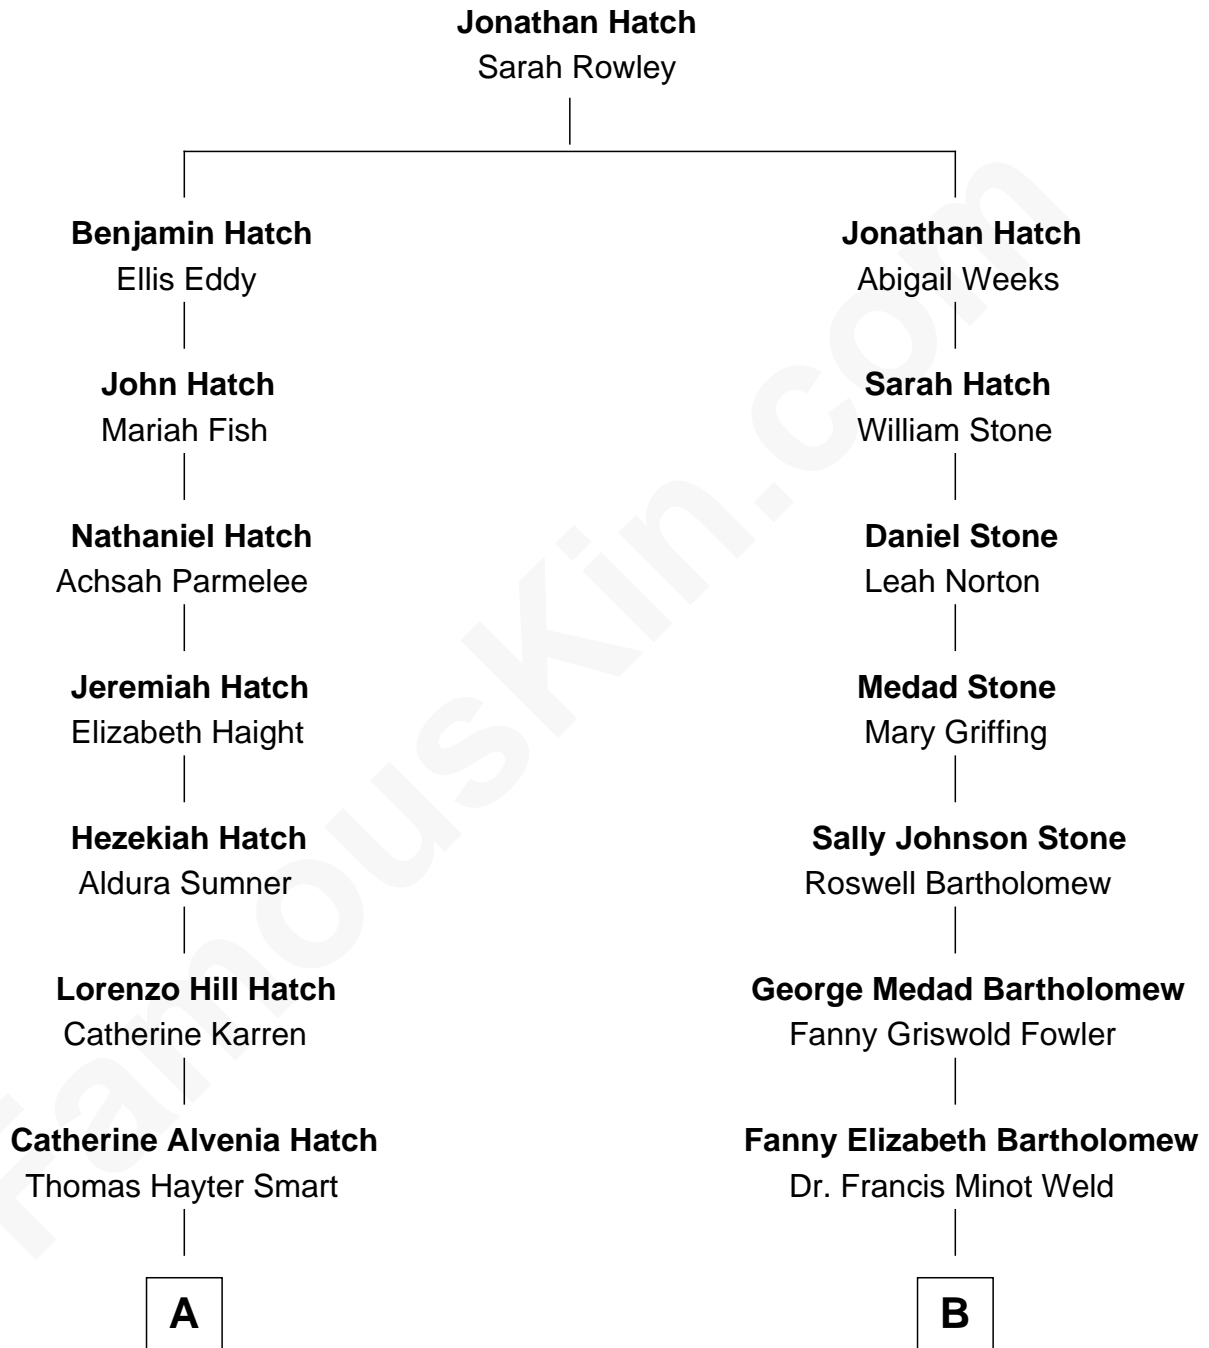 Jonathan Hatch
Sarah Rowley
Benjamin Hatch
Ellis Eddy
John Hatch
Mariah Fish
Nathaniel Hatch
Achsah Parmelee
Jeremiah Hatch
Elizabeth Haight
Hezekiah Hatch
Aldura Sumner
Lorenzo Hill Hatch
Catherine Karren
Catherine Alvenia Hatch
Thomas Hayter Smart
A
Jonathan Hatch
Abigail Weeks
Sarah Hatch
William Stone
Daniel Stone
Leah Norton
Medad Stone
Mary Griffing
Sally Johnson Stone
Roswell Bartholomew
George Medad Bartholomew
Fanny Griswold Fowler
Fanny Elizabeth Bartholomew
Dr. Francis Minot Weld
B
FamousKin.com